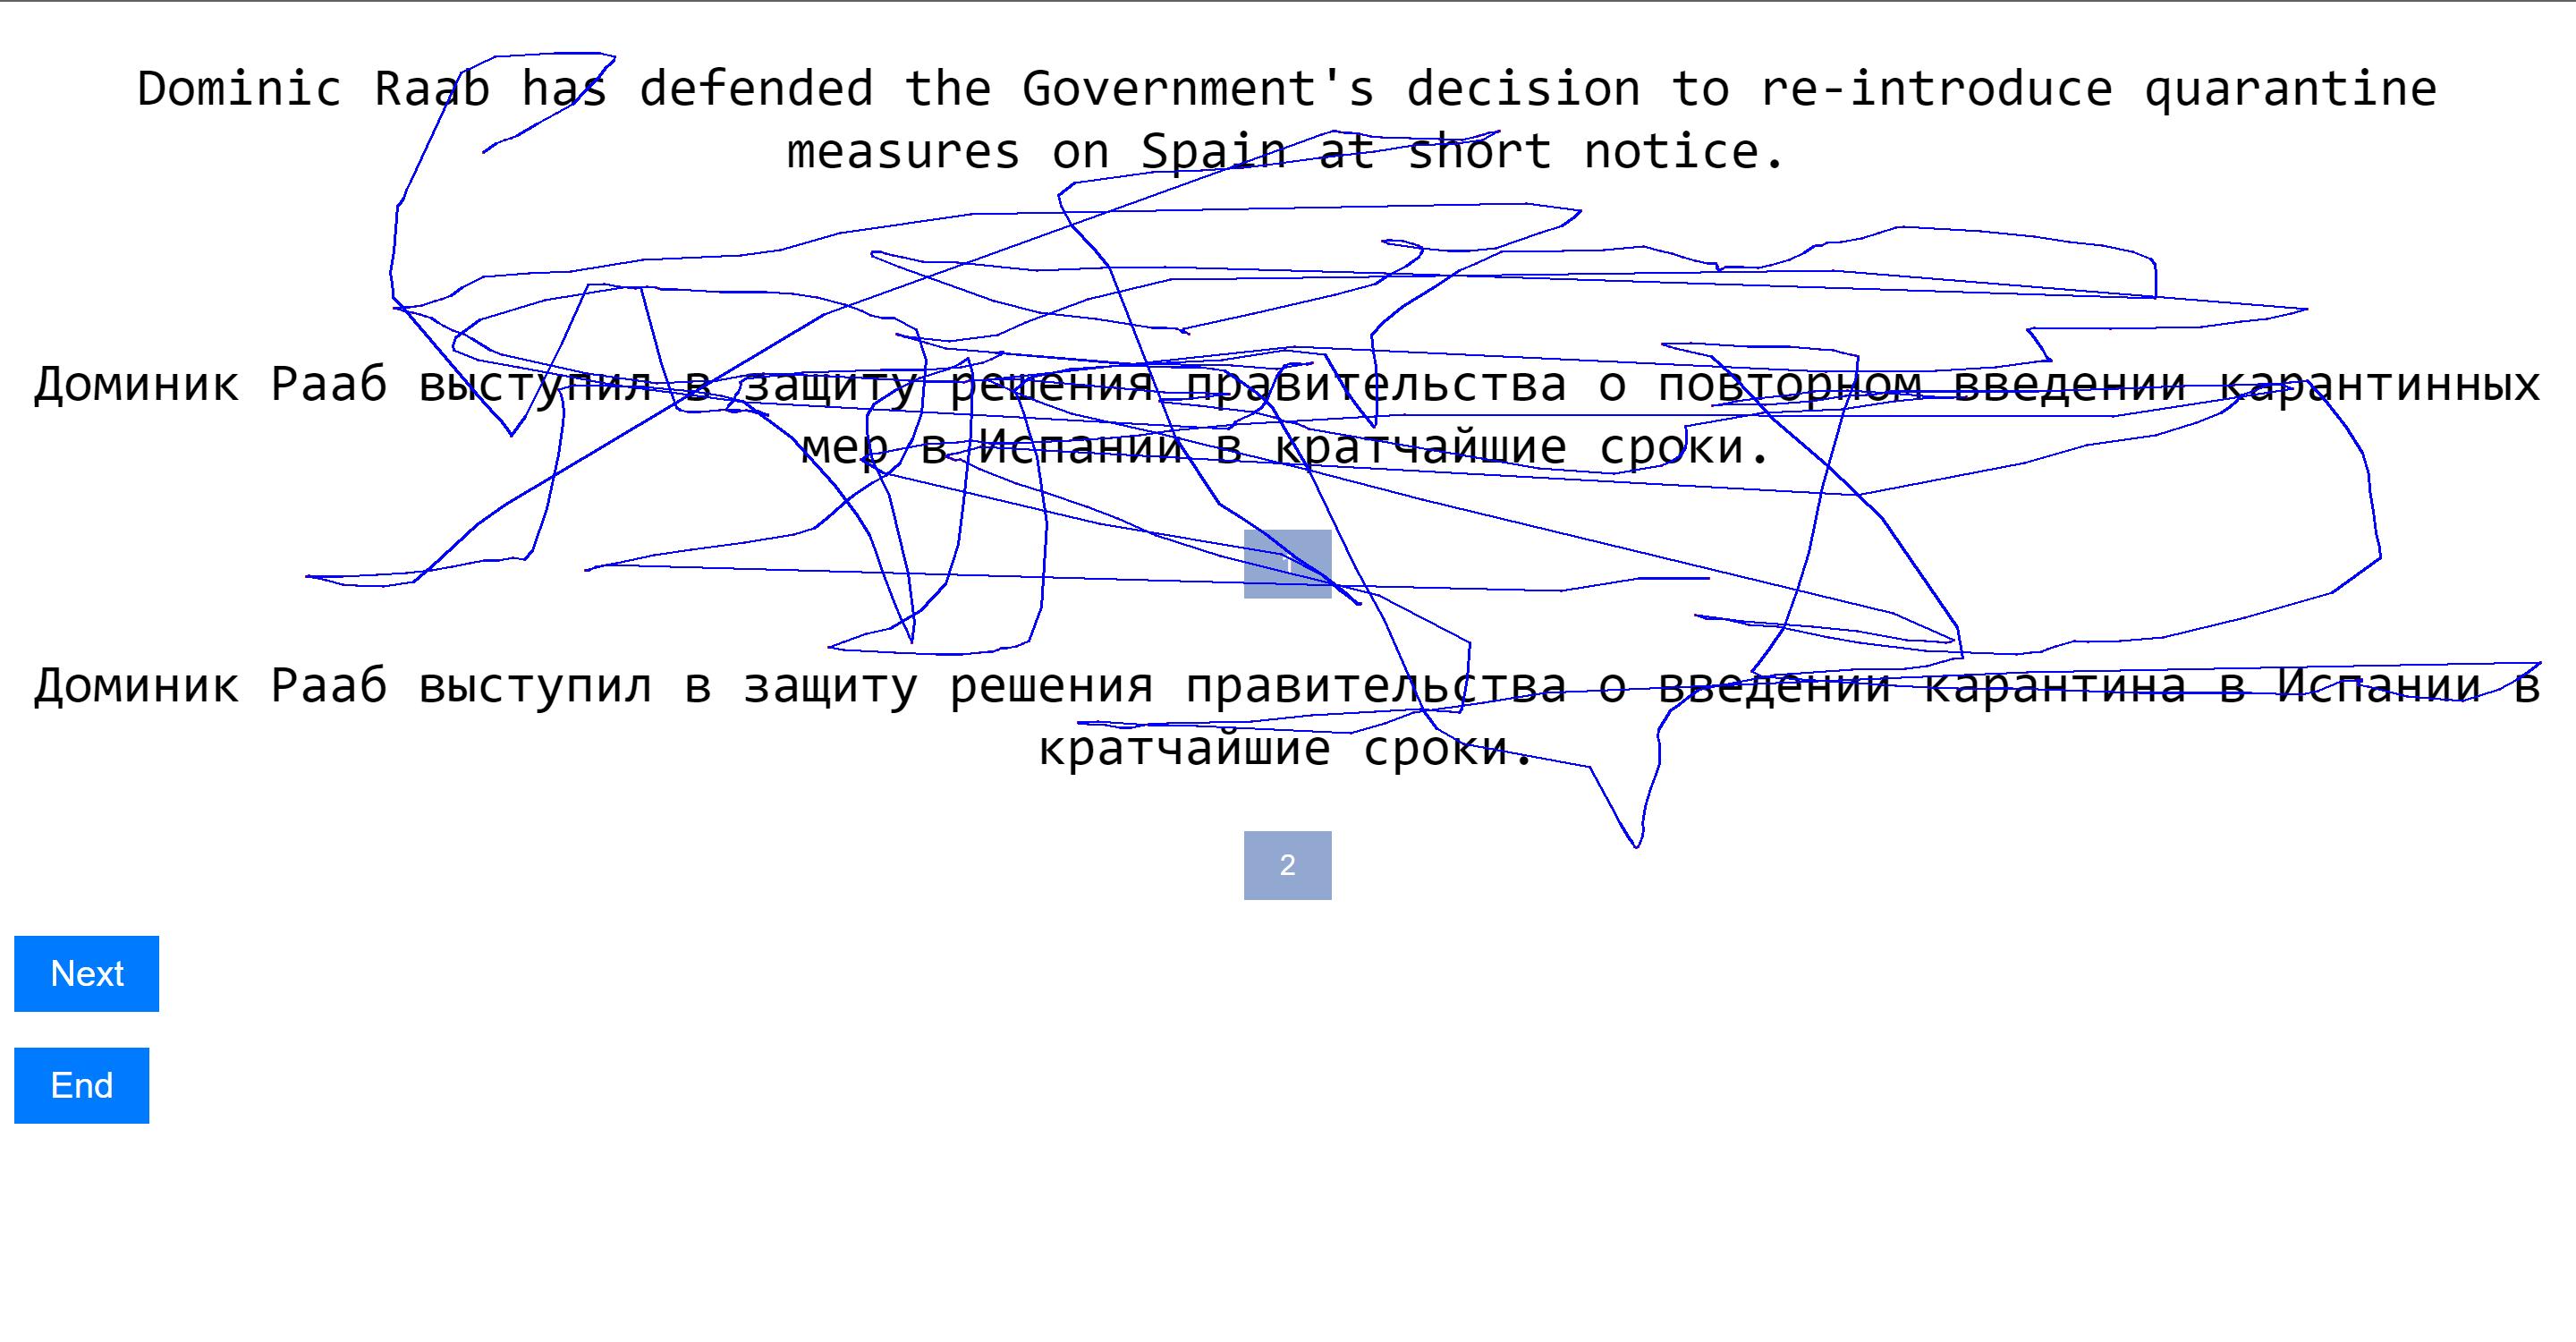 Dominic Raab has defended the Government's decision to re-introduce quarantine
measures on Spain at short notice.
Доминик Рааб выступил в защиту решения правительства о повторном введении карантинных
мер в Испании в кратчайшие сроки.
1
Доминик Рааб выступил в защиту решения правительства о введении карантина в Испании в
кратчайшие сроки.
2
Next
End